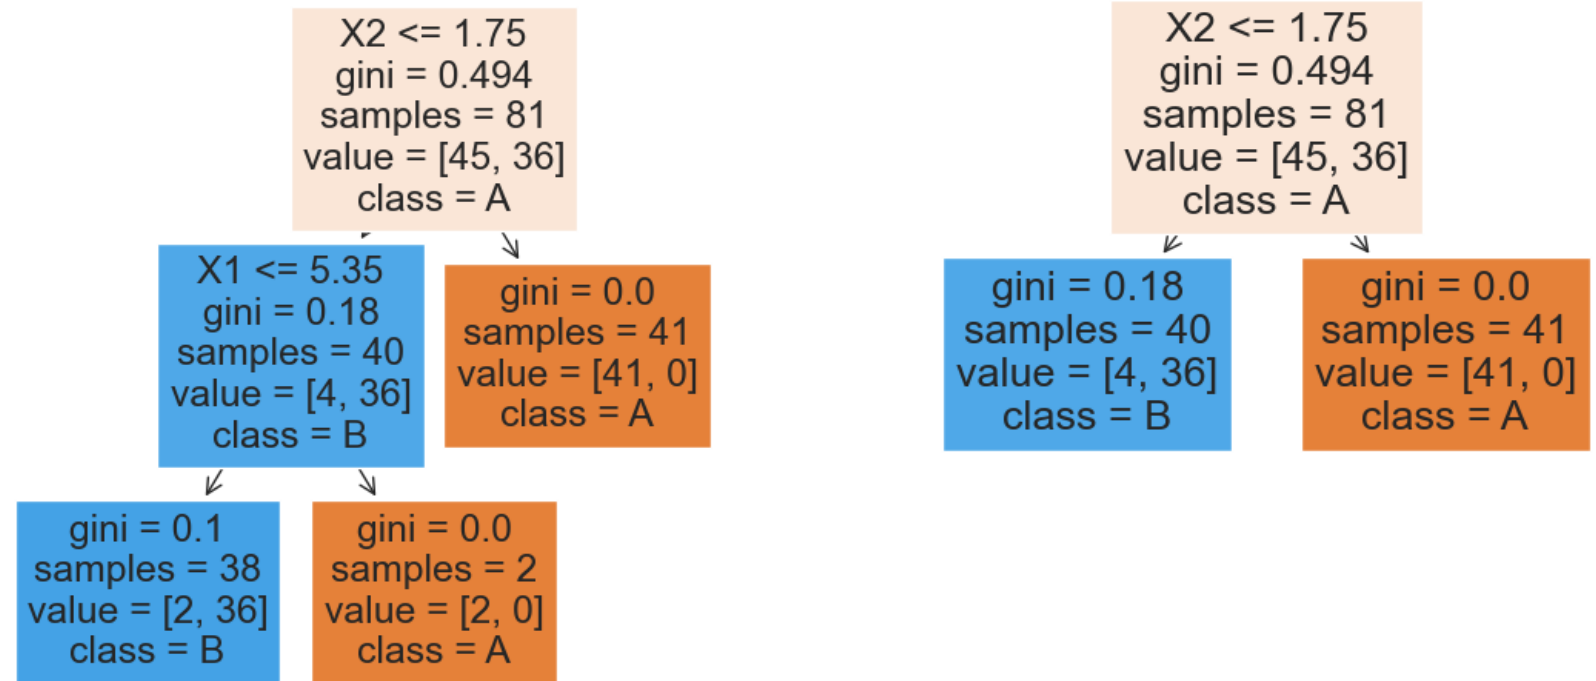 X2 <= 1.75
gini = 0.494
samples = 81
value = [45, 36]
class = A
X1 <= 5.35
gini = 0.18
samples = 40
value = [4, 36]
class = B
gini = 0.0
samples = 41
value = [41, 0]
class = A
gini = 0.1
samples = 38
value = [2, 36]
class = B
gini = 0.0
samples = 2
value = [2, 0]
class = A
X2 <= 1.75
gini = 0.494
samples = 81
value = [45, 36]
class = A
gini = 0.18
samples = 40
value = [4, 36]
class = B
gini = 0.0
samples = 41
value = [41, 0]
class = A